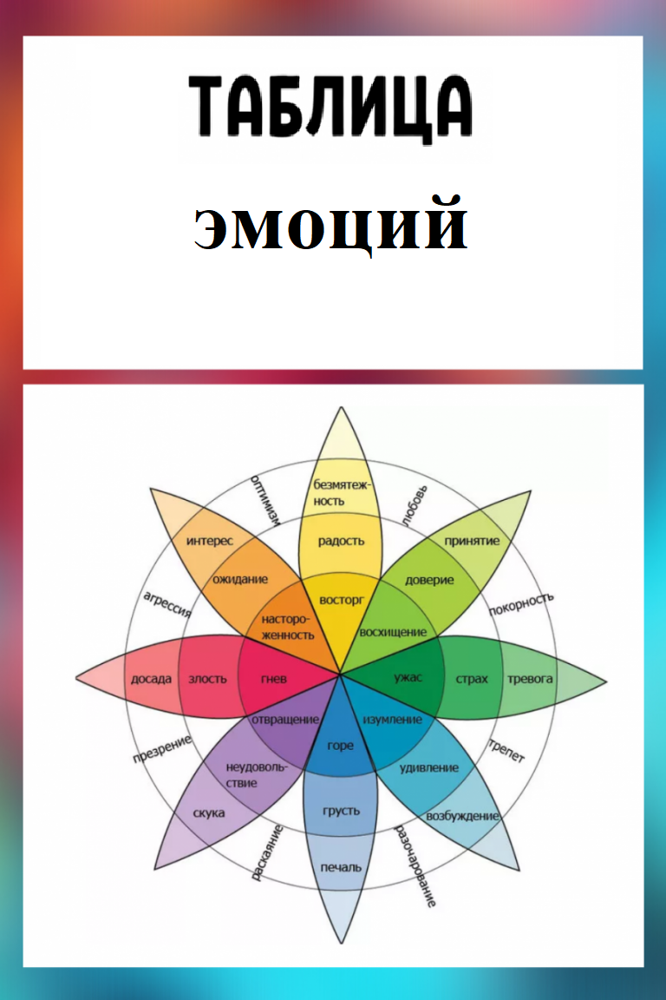 ТАБЛИЦА
эмоций
безмятеж-
ность
оптимизм
любовь
интерес
радость
принятие
ожидание
доверие
агрессия
восторг
покорность
насторо-
женность
восхищение
досада
злость
гнев
ужас
страх
тревога
отвращение
изумление
презрение
горе
трепет
неудоволь-
ствие
удивление
скука
грусть
возбуждение
раскаяние
печаль
разочарование